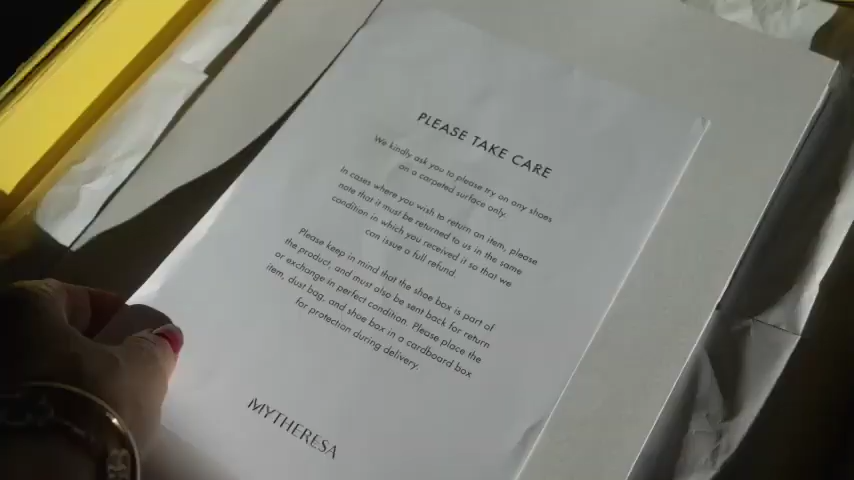 PLEASE TAKE CARE
We kindly ask you to please try on any shoes
on a carpeted surface only.
In cases where you wish to return an item, please
note that it must be returned to us in the same
condition in which you received it so that we
can issue a full refund.
Please keep in mind that the shoe box is part of
the product, and must also be sent back for return
or exchange in perfect condition. Please place the
item, dust bag, and shoe box in a cardboard box
for protection during delivery.
MYTHERESA